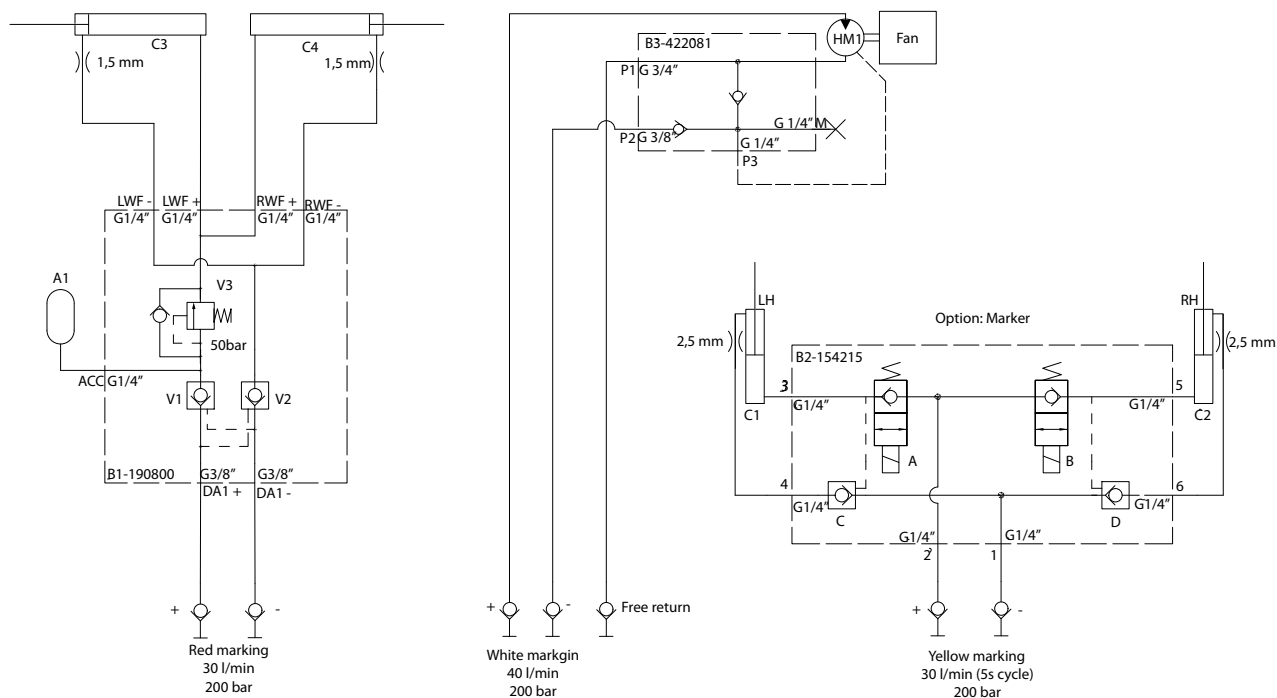 C3
C4
1,5 mm
1,5 mm
LWF -
LWF +
RWF +
RWF -
G1/4”
G1/4”
G1/4”
G1/4”
A1
V3
50bar
ACC
G1/4”
V1
V2
B1-190800
G3/8”
G3/8”
DA1 +
DA1 -
+
-
Red marking
30 l/min
200 bar
HM1
Fan
B3-422081
P1
G 3/4”
P2
G 3/8”
G 1/4”
M
G 1/4”
P3
+
-
Free return
White markgin
40 l/min
200 bar
LH
RH
Option: Marker
2,5 mm
2,5 mm
B2-154215
3
5
G1/4”
G1/4”
C1
C2
A
B
4
6
G1/4”
G1/4”
C
D
G1/4”
G1/4”
2
1
+
-
Yellow marking
30 l/min (5s cycle)
200 bar